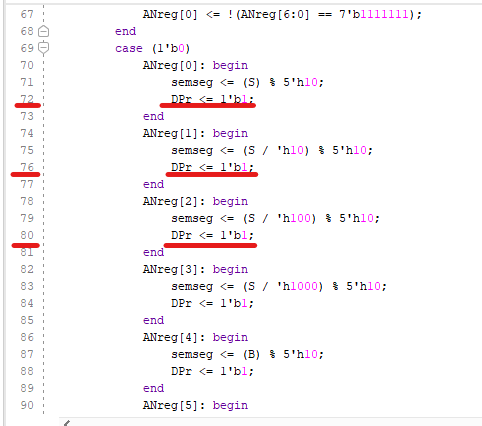 67 ANreg[0] <= !(ANreg[6:0] == 7'b1111111);
68 end
69 case (1'b0)
70 ANreg[0]: begin
71 semseg <= (S) % 5'h10;
72 DPr <= 1'b1;
73 end
74 ANreg[1]: begin
75 semseg <= (S / 'h10) % 5'h10;
76 DPr <= 1'b1;
77 end
78 ANreg[2]: begin
79 semseg <= (S / 'h100) % 5'h10;
80 DPr <= 1'b1;
81 end
82 ANreg[3]: begin
83 semseg <= (S / 'h1000) % 5'h10;
84 DPr <= 1'b1;
85 end
86 ANreg[4]: begin
87 semseg <= (B) % 5'h10;
88 DPr <= 1'b1;
89 end
90 ANreg[5]: begin